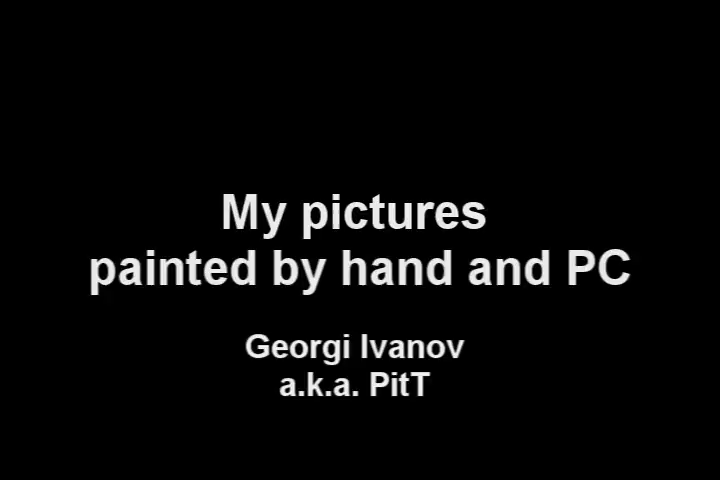 My pictures
painted by hand and PC
Georgi Ivanov
a.k.a. PitT